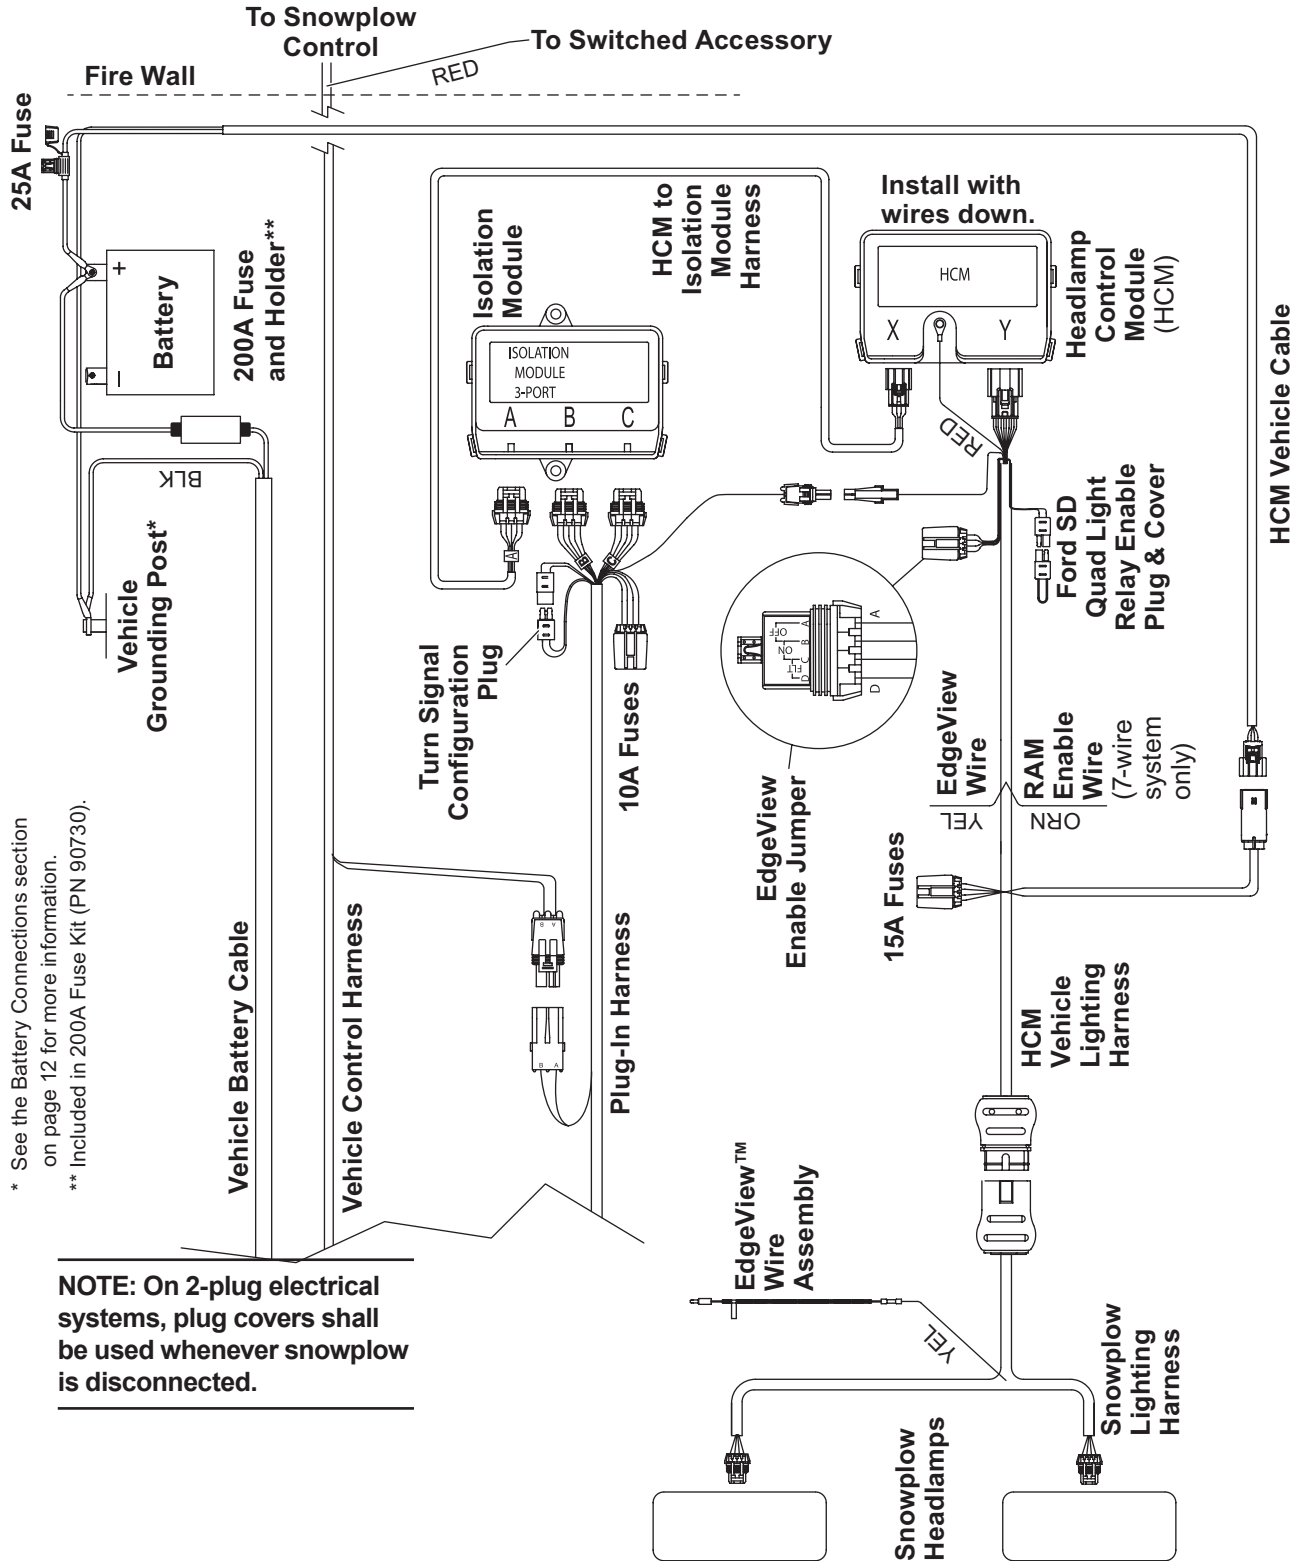 To Snowplow
Control
To Switched Accessory
Fire Wall
RED
25A Fuse
Battery
+
–
200A Fuse
and Holder**
BLK
Vehicle
Grounding Post*
Isolation
Module
ISOLATION
MODULE
3-PORT
A B C
HCM to
Isolation
Module
Harness
Install with
wires down.
HCM
X Y
Headlamp
Control
Module
(HCM)
RED
A
B
C
Turn Signal
Configuration
Plug
10A Fuses
Ford SD
Quad Light
Relay Enable
Plug & Cover
HCM Vehicle Cable
OFF
ON
FLT
A
B
C
D
A
D
EdgeView
Enable Jumper
EdgeView
Wire
YEL
RAM
Enable
Wire
(7-wire
system
only)
ORN
15A Fuses
* See the Battery Connections section
on page 12 for more information.
** Included in 200A Fuse Kit (PN 90730).
Vehicle Battery Cable
Vehicle Control Harness
B A
B A
Plug-In Harness
HCM
Vehicle
Lighting
Harness
EdgeView™
Wire
Assembly
YEL
NOTE: On 2-plug electrical
systems, plug covers shall
be used whenever snowplow
is disconnected.
Snowplow
Headlamps
Snowplow
Lighting
Harness